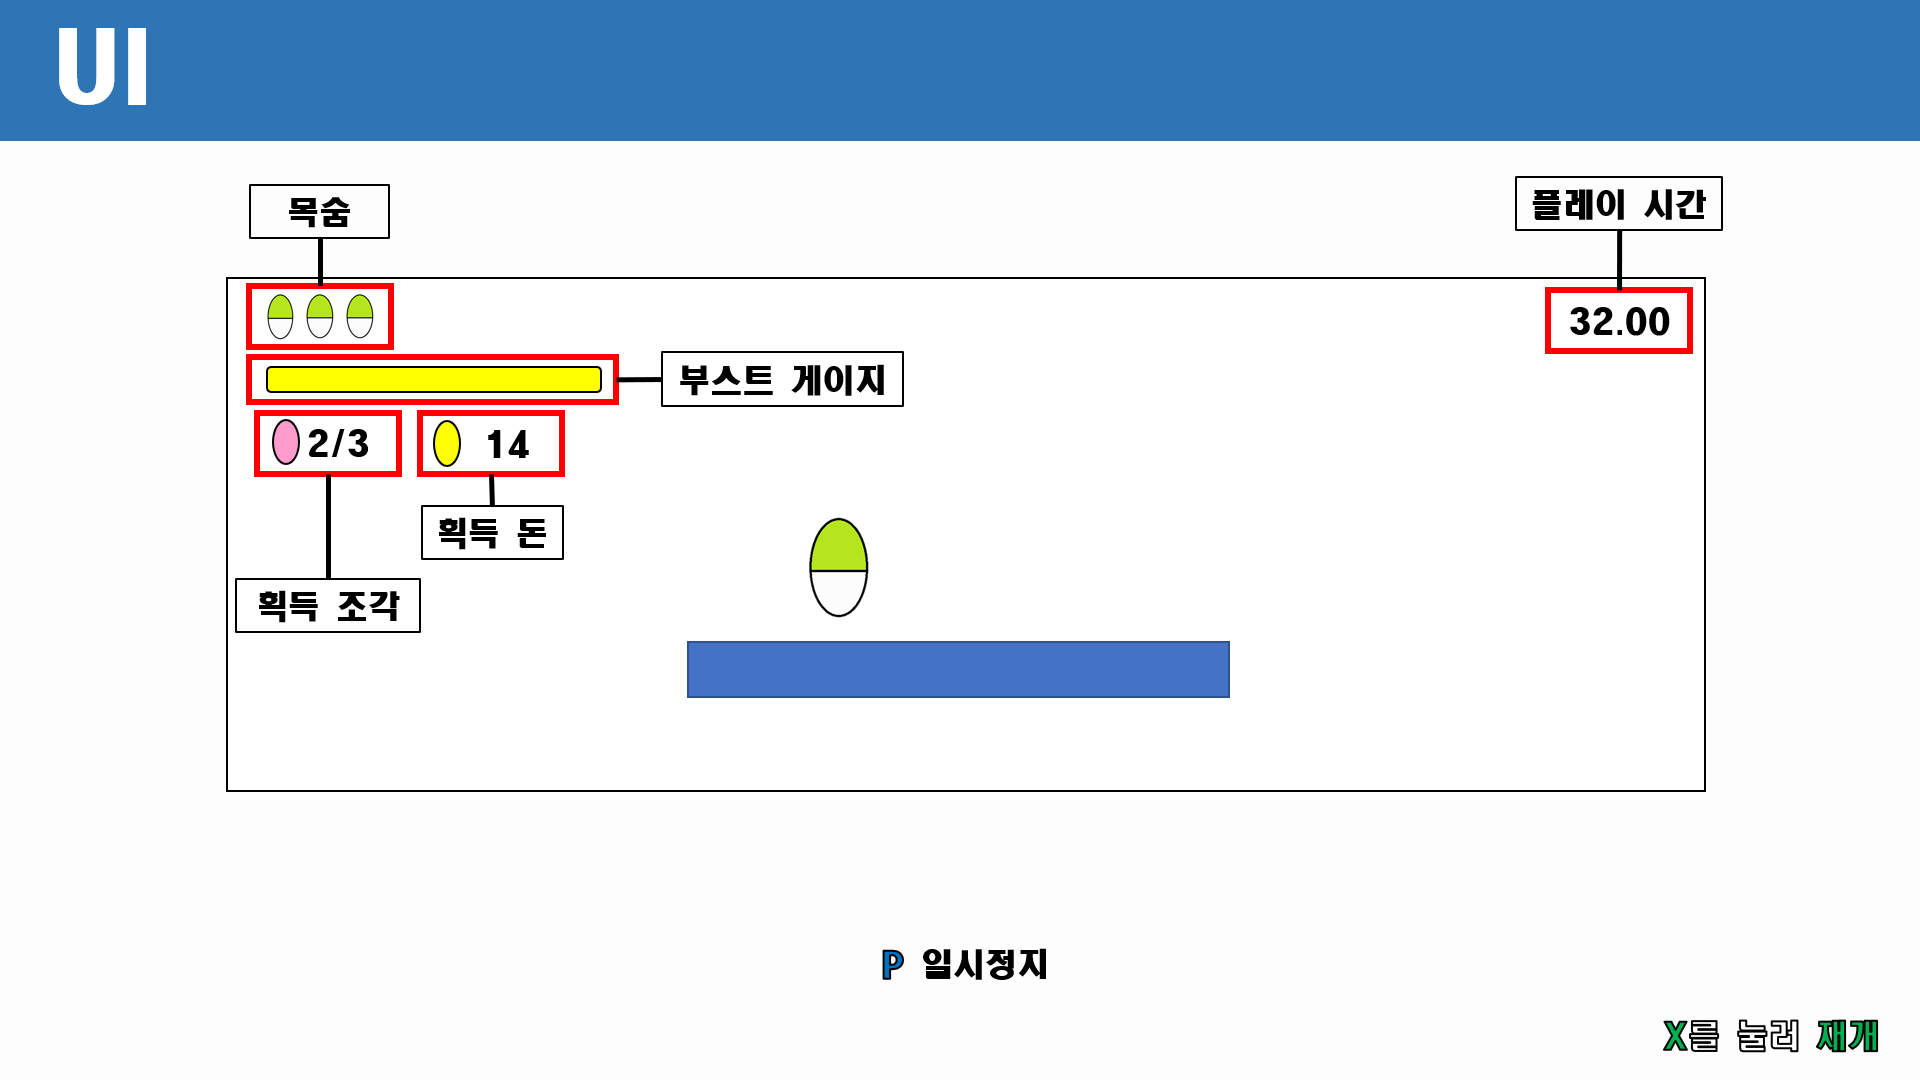 UI
목숨
플레이 시간
32.00
부스트 게이지
2/3
14
획득 돈
획득 조각
P 일시정지
X를 눌러 재개